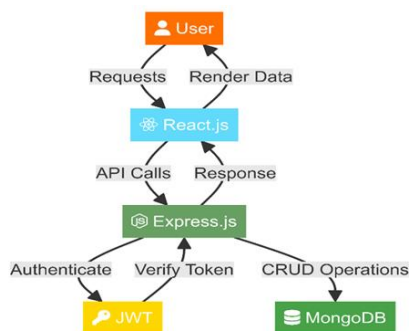 User
Requests Render Data
React.js
API Calls Response
Express.js
Authenticate Verify Token CRUD Operations
JWT MongoDB